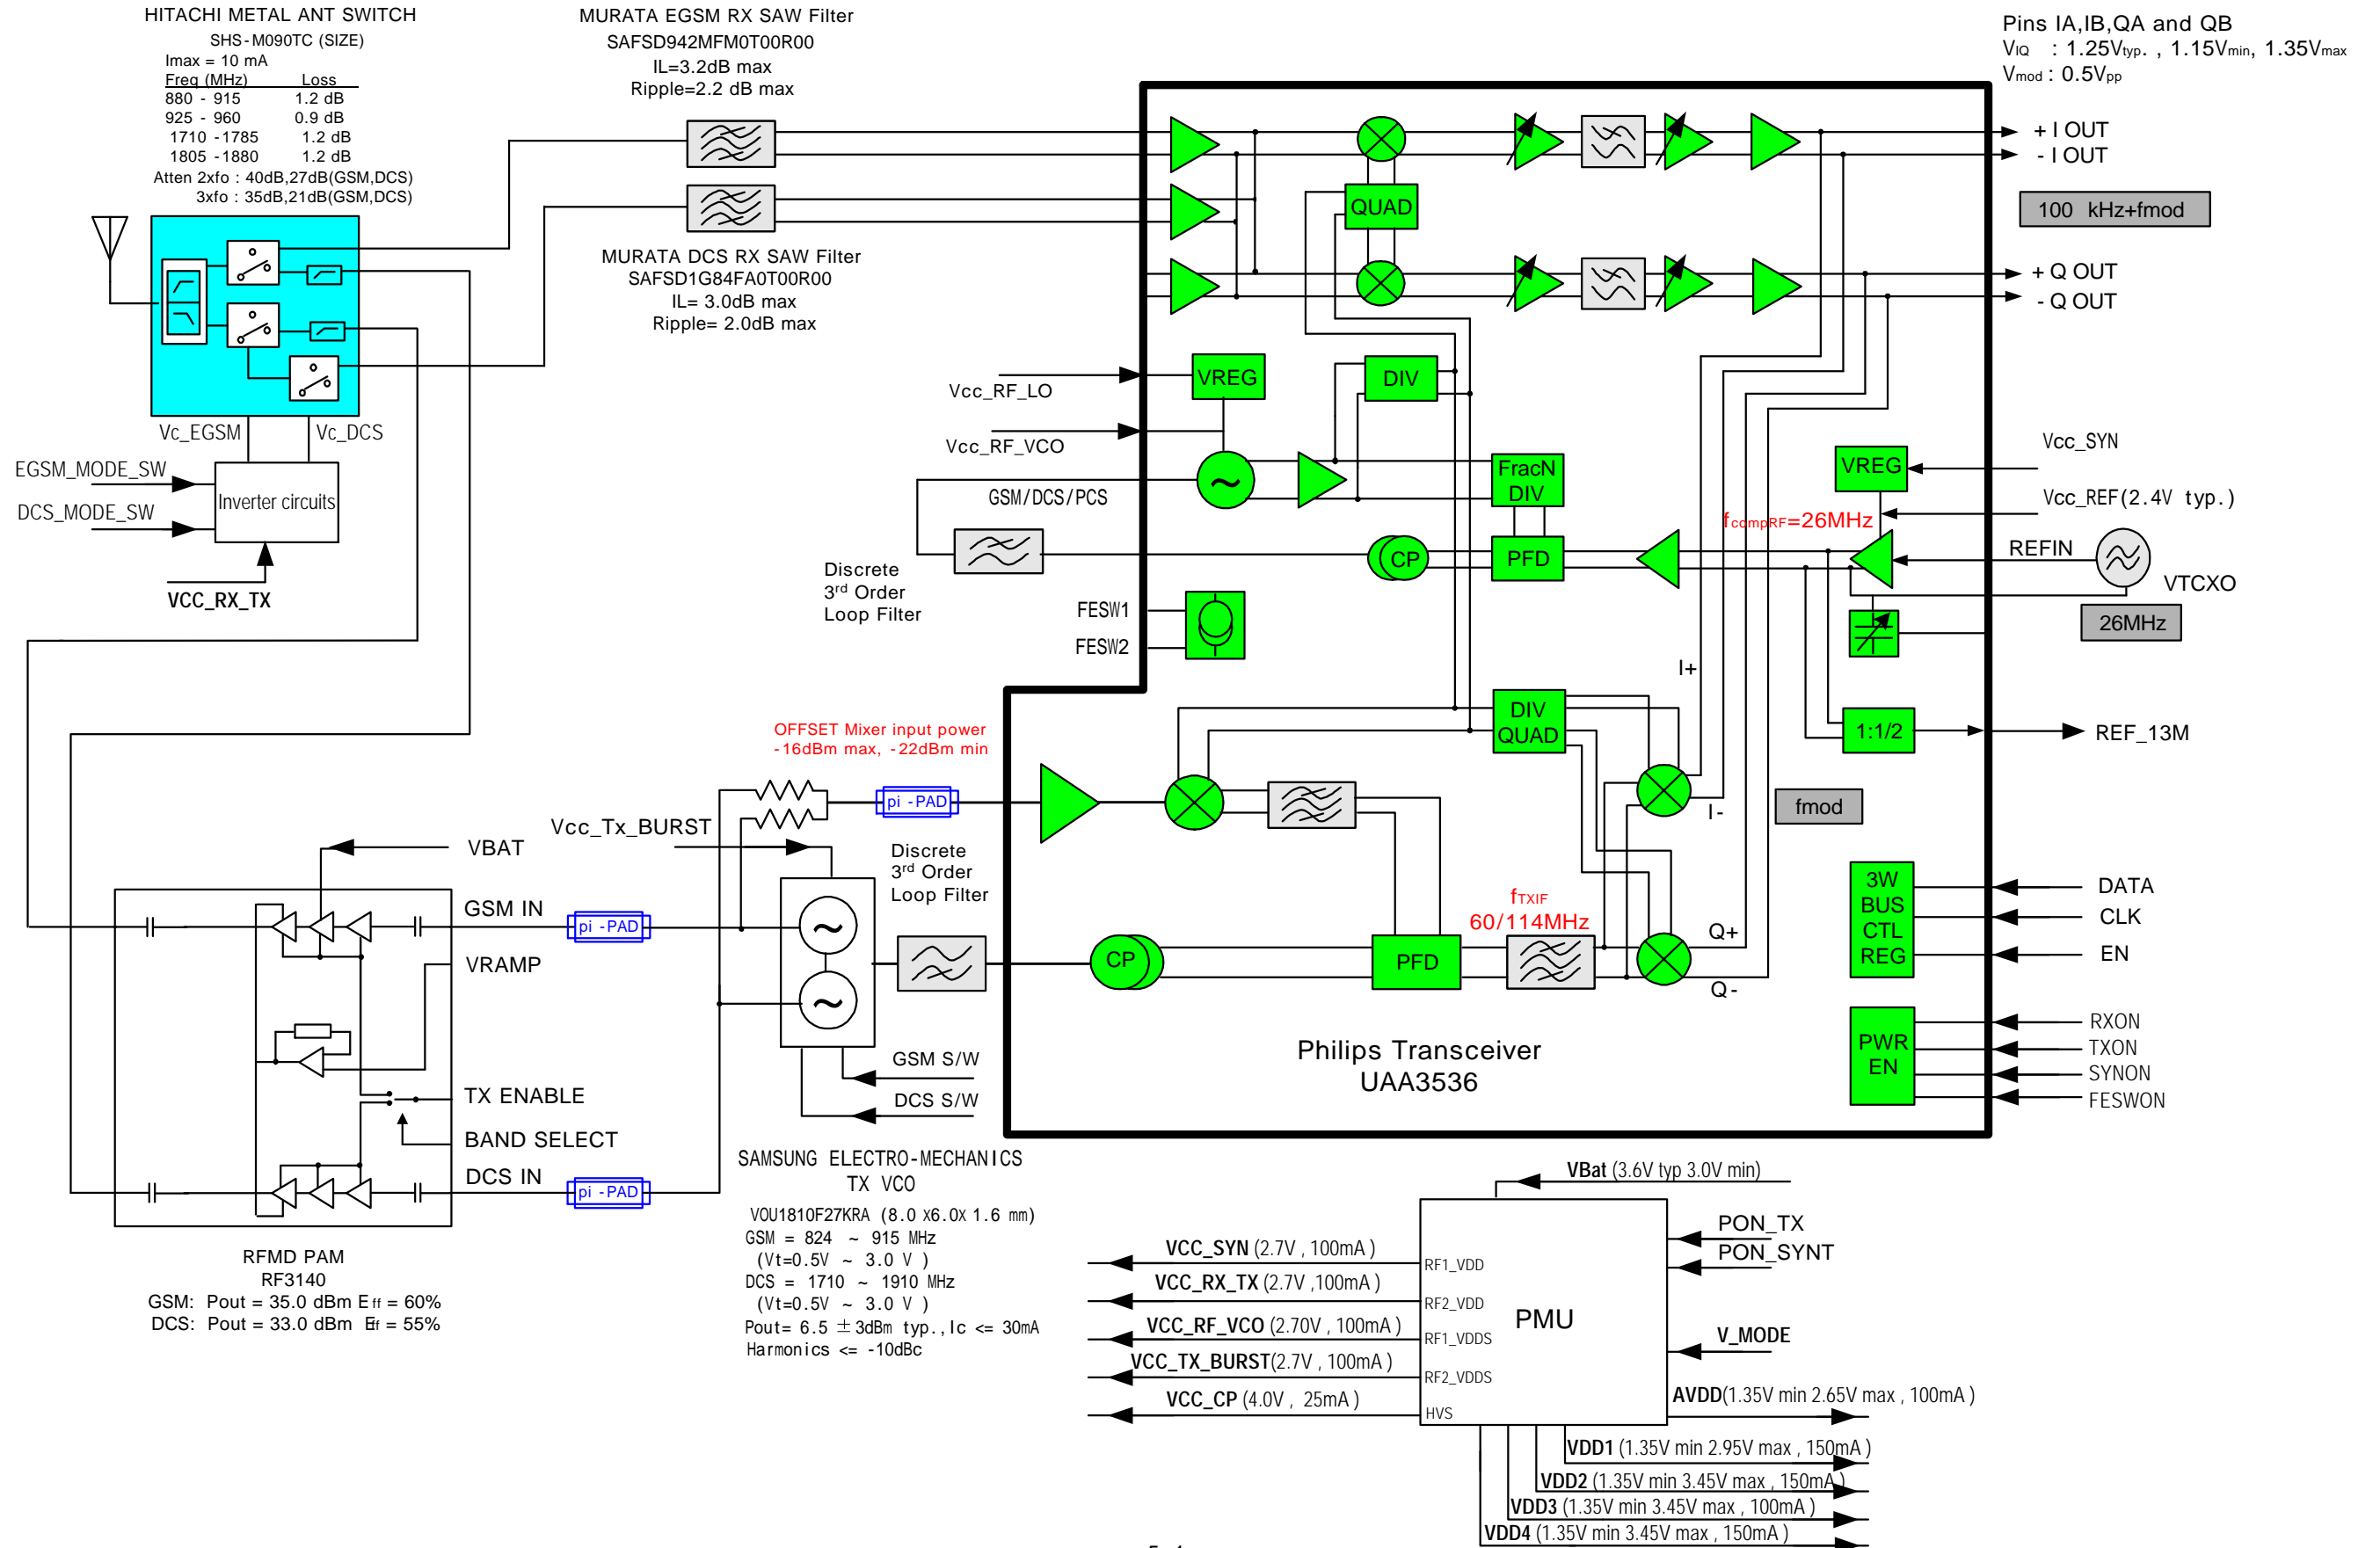 HITACHI METAL ANT SWITCH
SHS-M090TC (SIZE)
Imax = 10 mA
Freq (MHz) Loss
880 - 915 1.2 dB
925 - 960 0.9 dB
1710 -1785 1.2 dB
1805 -1880 1.2 dB
Atten 2xfo : 40dB,27dB(GSM,DCS)
3xfo : 35dB,21dB(GSM,DCS)
MURATA EGSM RX SAW Filter
SAFSD942MFM0T00R00
IL=3.2dB max
Ripple=2.2 dB max
MURATA DCS RX SAW Filter
SAFSD1G84FA0T00R00
IL= 3.0dB max
Ripple= 2.0dB max
Pins IA,IB,QA and QB
VIQ : 1.25Vtyp. , 1.15Vmin, 1.35Vmax
Vmod : 0.5Vpp
+ I OUT
- I OUT
100 kHz+fmod
+ Q OUT
- Q OUT
QUAD
VREG
DIV
Vcc_RF_LO
Vcc_RF_VCO
GSM/DCS/PCS
FracN
DIV
VREG
Vcc_SYN
Vcc_REF(2.4V typ.)
fcompRF=26MHz
REFIN
VTCXO
26MHz
CP
PFD
Discrete
3rd Order
Loop Filter
FESW1
FESW2
Vc_EGSM
Vc_DCS
EGSM_MODE_SW
DCS_MODE_SW
Inverter circuits
VCC_RX_TX
I+
I-
DIV
QUAD
1:1/2
REF_13M
OFFSET Mixer input power
-16dBm max, -22dBm min
pi -PAD
fmod
Vcc_Tx_BURST
Discrete
3rd Order
Loop Filter
VBAT
GSM IN
pi -PAD
VRAMP
TX ENABLE
BAND SELECT
DCS IN
pi -PAD
fTXIF
60/114MHz
CP
PFD
Q+
Q-
3W
BUS
CTL
REG
DATA
CLK
EN
PWR
EN
RXON
TXON
SYNON
FESWON
Philips Transceiver
UAA3536
GSM S/W
DCS S/W
SAMSUNG ELECTRO-MECHANICS
TX VCO
VOU1810F27KRA (8.0 X6.0X 1.6 mm)
GSM = 824 ~ 915 MHz
(Vt=0.5V ~ 3.0 V )
DCS = 1710 ~ 1910 MHz
(Vt=0.5V ~ 3.0 V )
Pout= 6.5 ±3dBm typ.,Ic <= 30mA
Harmonics <= -10dBc
RFMD PAM
RF3140
GSM: Pout = 35.0 dBm Eff = 60%
DCS: Pout = 33.0 dBm Eff = 55%
VBat (3.6V typ 3.0V min)
PMU
PON_TX
PON_SYNT
V_MODE
VCC_SYN (2.7V , 100mA )
RF1_VDD
VCC_RX_TX (2.7V ,100mA )
RF2_VDD
VCC_RF_VCO (2.70V , 100mA )
RF1_VDDS
VCC_TX_BURST(2.7V , 100mA )
RF2_VDDS
VCC_CP (4.0V , 25mA )
HVS
AVDD(1.35V min 2.65V max , 100mA )
VDD1 (1.35V min 2.95V max , 150mA )
VDD2 (1.35V min 3.45V max , 150mA )
VDD3 (1.35V min 3.45V max , 100mA )
VDD4 (1.35V min 3.45V max , 150mA )